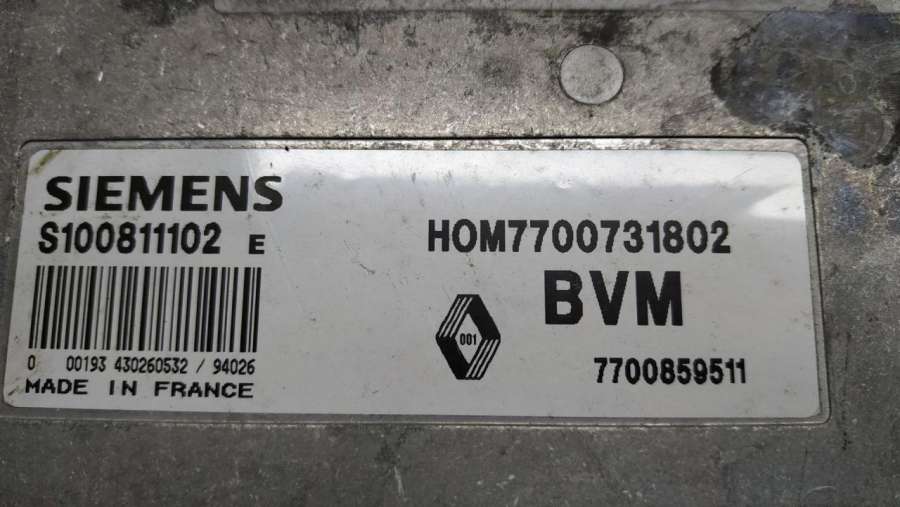 SIEMENS
S100811102 E
0 00193 430260532 / 94026
MADE IN FRANCE
HOM7700731802
BVM
001
7700859511